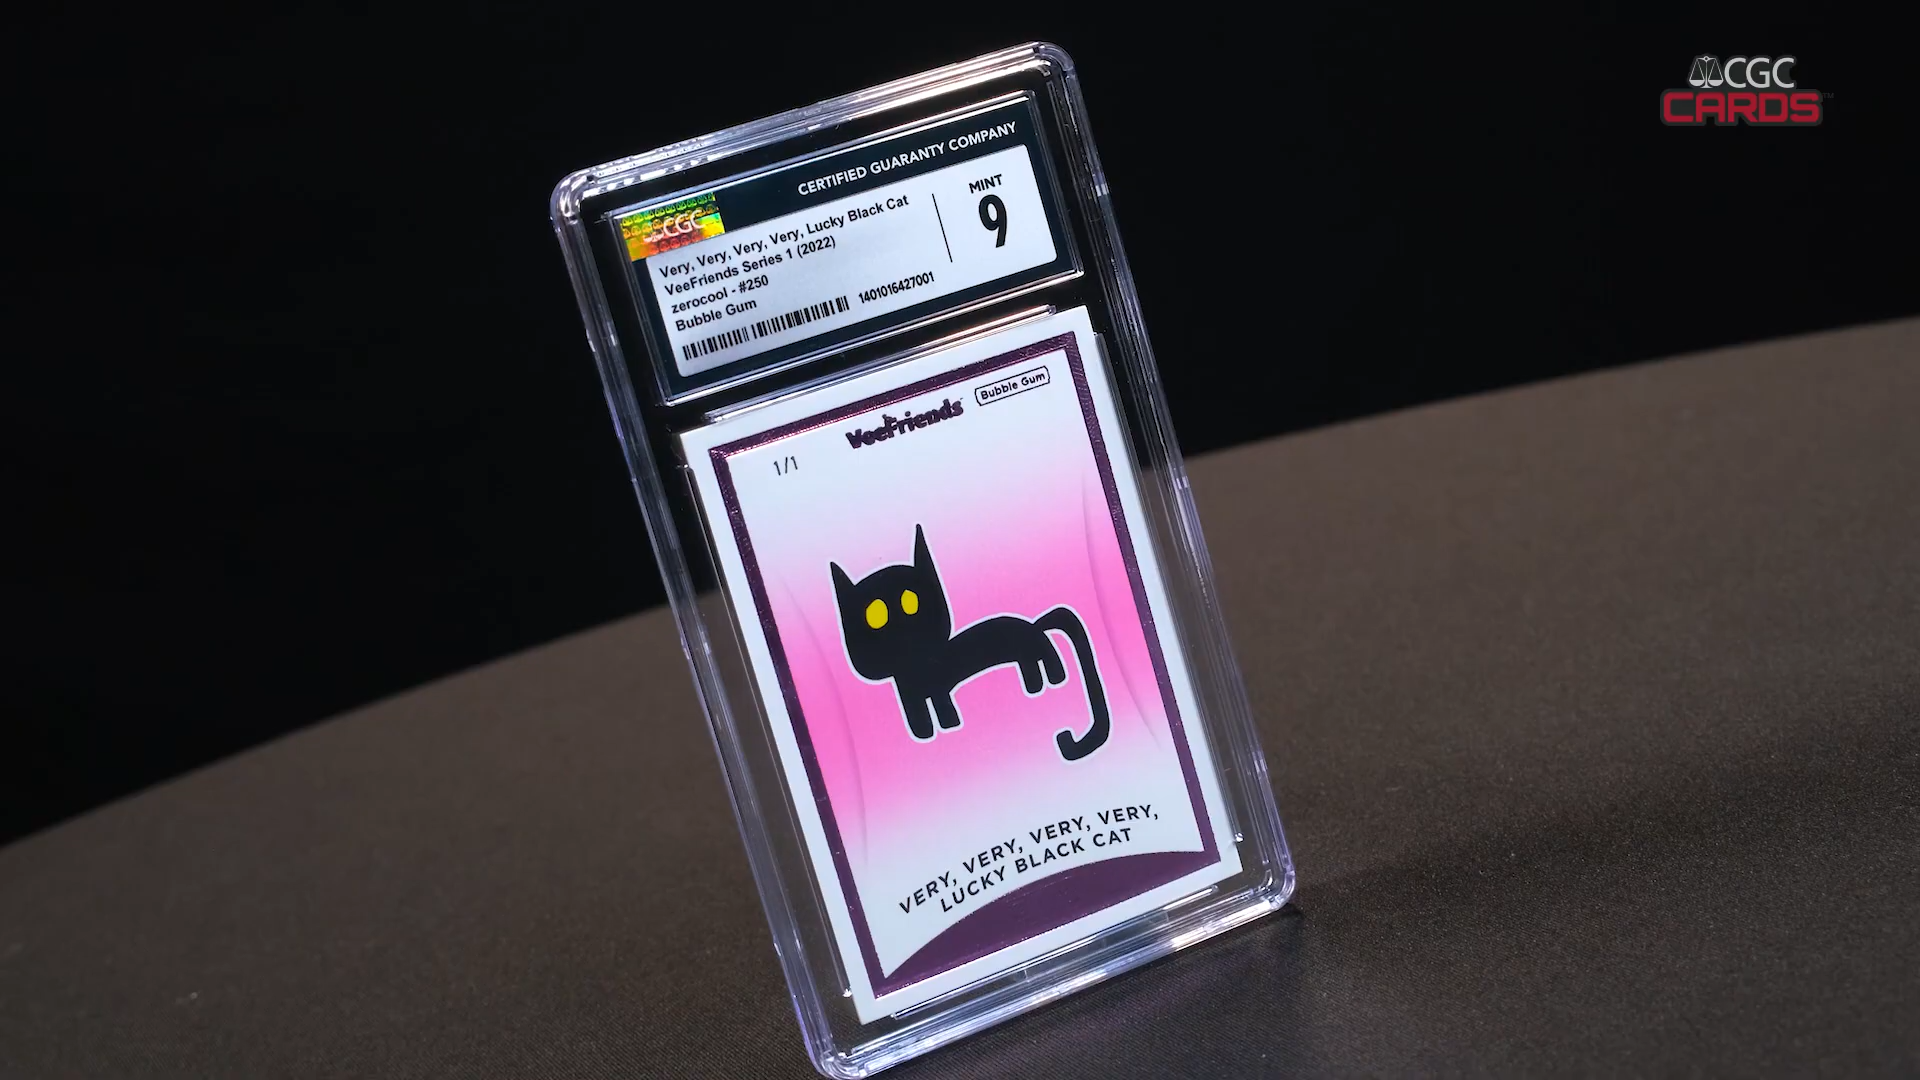 CGC
CARDS™
CERTIFIED GUARANTY COMPANY
CGC
Very, Very, Very, Very, Lucky Black Cat
VeeFriends Series 1 (2022)
zerocool - #250
Bubble Gum
1401016427001
MINT
9
VeeFriends
Bubble Gum
1/1
VERY, VERY, VERY, VERY,
LUCKY BLACK CAT